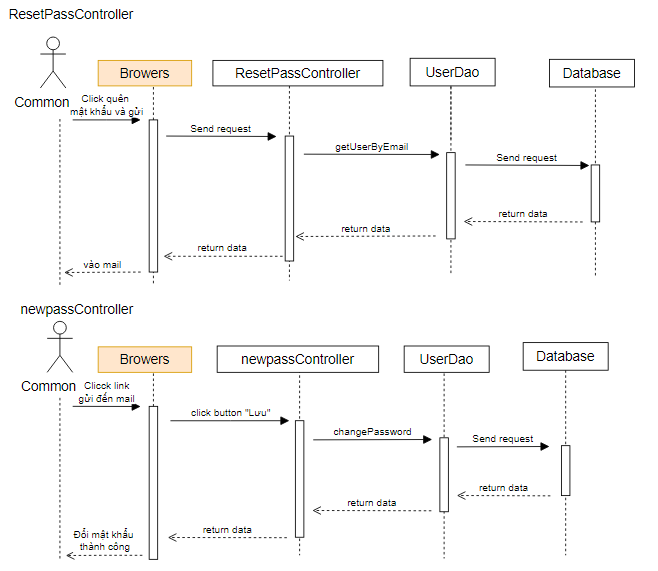 ResetPassController
Common
Browers
ResetPassController
UserDao
Database
Click quên
mật khẩu và gửi
Send request
getUserByEmail
Send request
return data
return data
return data
vào mail
newpassController
Common
Browers
newpassController
UserDao
Database
Clicck link
gửi đến mail
click button "Lưu"
changePassword
Send request
return data
return data
return data
Đổi mật khẩu
thành công